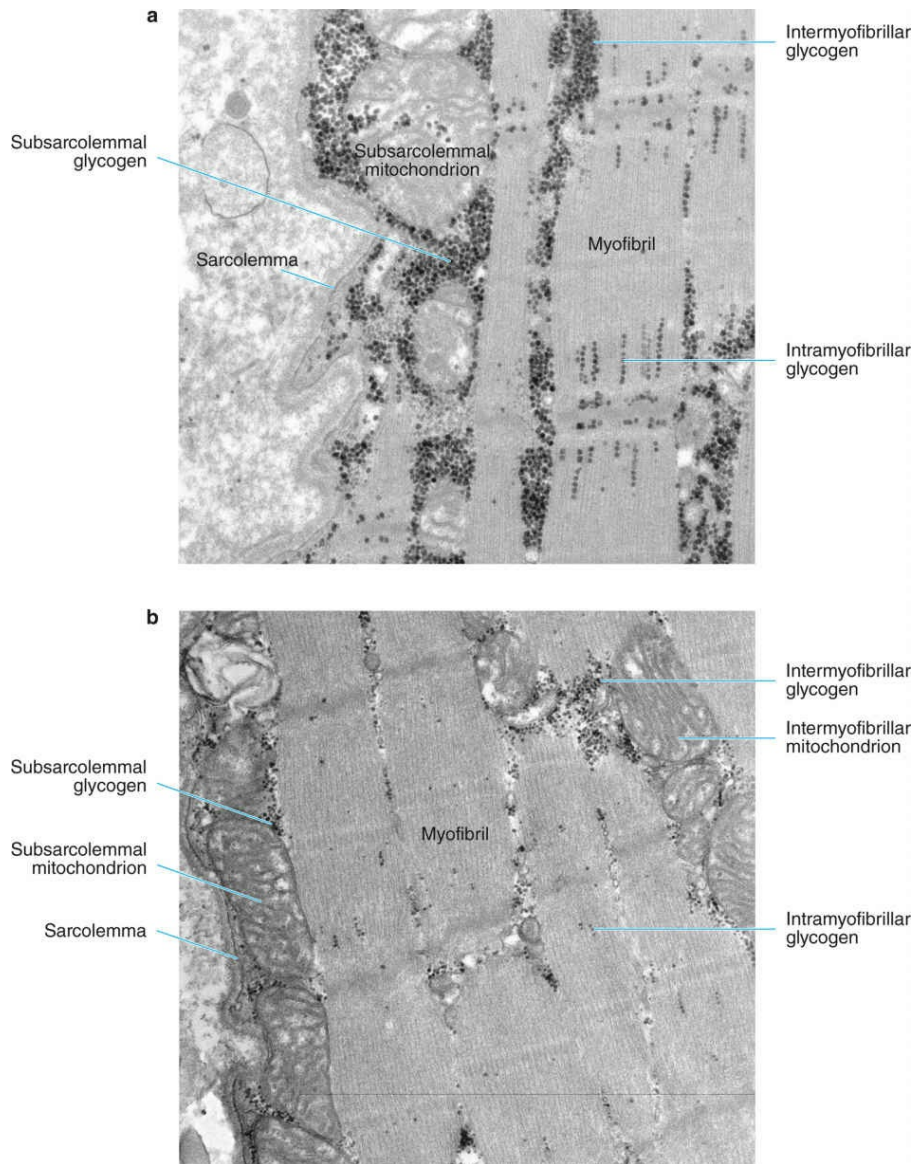 a
Intermyofibrillar
glycogen
Subsarcolemmal
glycogen
Subsarcolemmal
mitochondrion
Sarcolemma
Myofibril
Intramyofibrillar
glycogen
b
Intermyofibrillar
glycogen
Intermyofibrillar
mitochondrion
Subsarcolemmal
glycogen
Myofibril
Subsarcolemmal
mitochondrion
Intramyofibrillar
glycogen
Sarcolemma